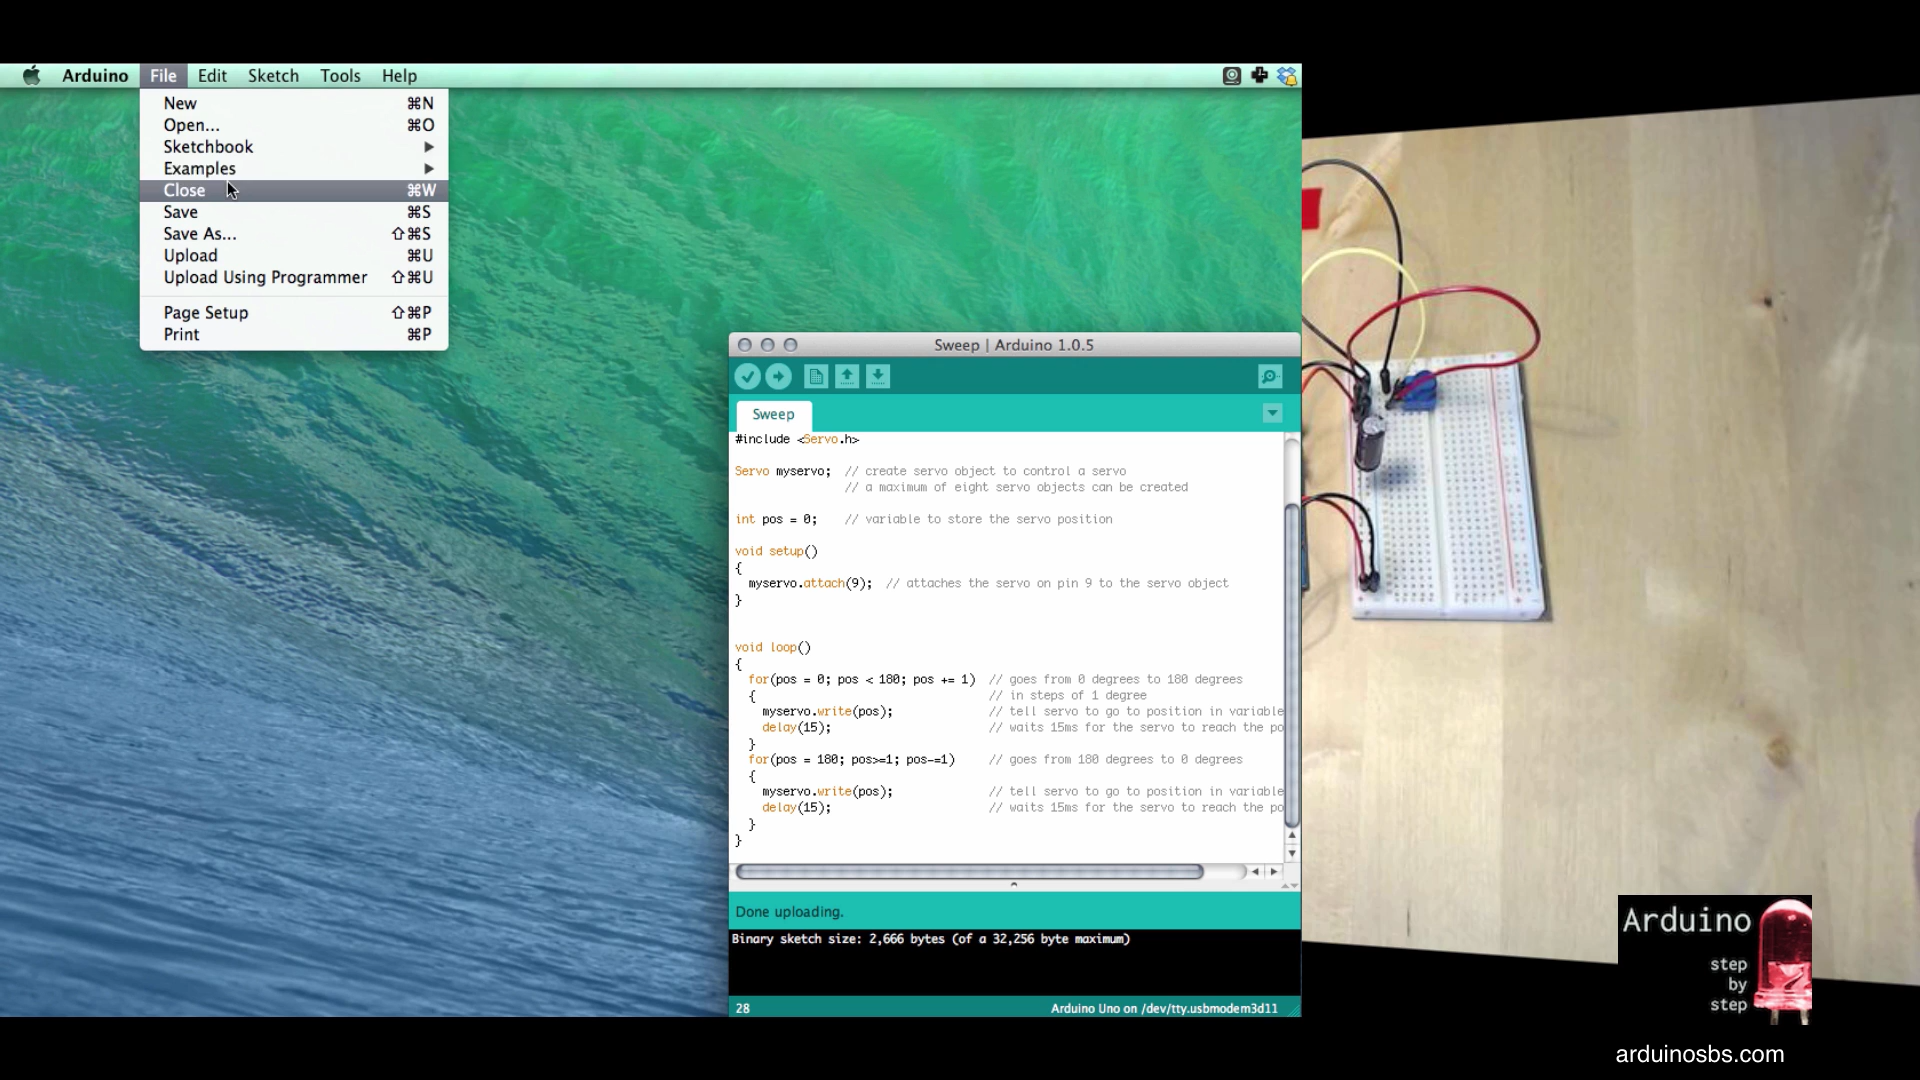 Arduino File Edit Sketch Tools Help
New ⌘N
Open... ⌘O
Sketchbook
Examples
Close ⌘W
Save ⌘S
Save As... ⇧⌘S
Upload ⌘U
Upload Using Programmer ⇧⌘U
Page Setup ⇧⌘P
Print ⌘P
Sweep | Arduino 1.0.5
Sweep
#include <Servo.h>
Servo myservo;  // create servo object to control a servo
// a maximum of eight servo objects can be created
int pos = 0;    // variable to store the servo position
void setup()
{
myservo.attach(9);  // attaches the servo on pin 9 to the servo object
}
void loop()
{
for(pos = 0; pos < 180; pos += 1)  // goes from 0 degrees to 180 degrees
{                                  // in steps of 1 degree
myservo.write(pos);              // tell servo to go to position in variable
delay(15);                       // waits 15ms for the servo to reach the po
}
for(pos = 180; pos>=1; pos-=1)     // goes from 180 degrees to 0 degrees
{
myservo.write(pos);              // tell servo to go to position in variable
delay(15);                       // waits 15ms for the servo to reach the po
}
}
Done uploading.
Binary sketch size: 2,666 bytes (of a 32,256 byte maximum)
28 Arduino Uno on /dev/tty.usbmodem3d11
Arduino
step
by
step
arduinosbs.com